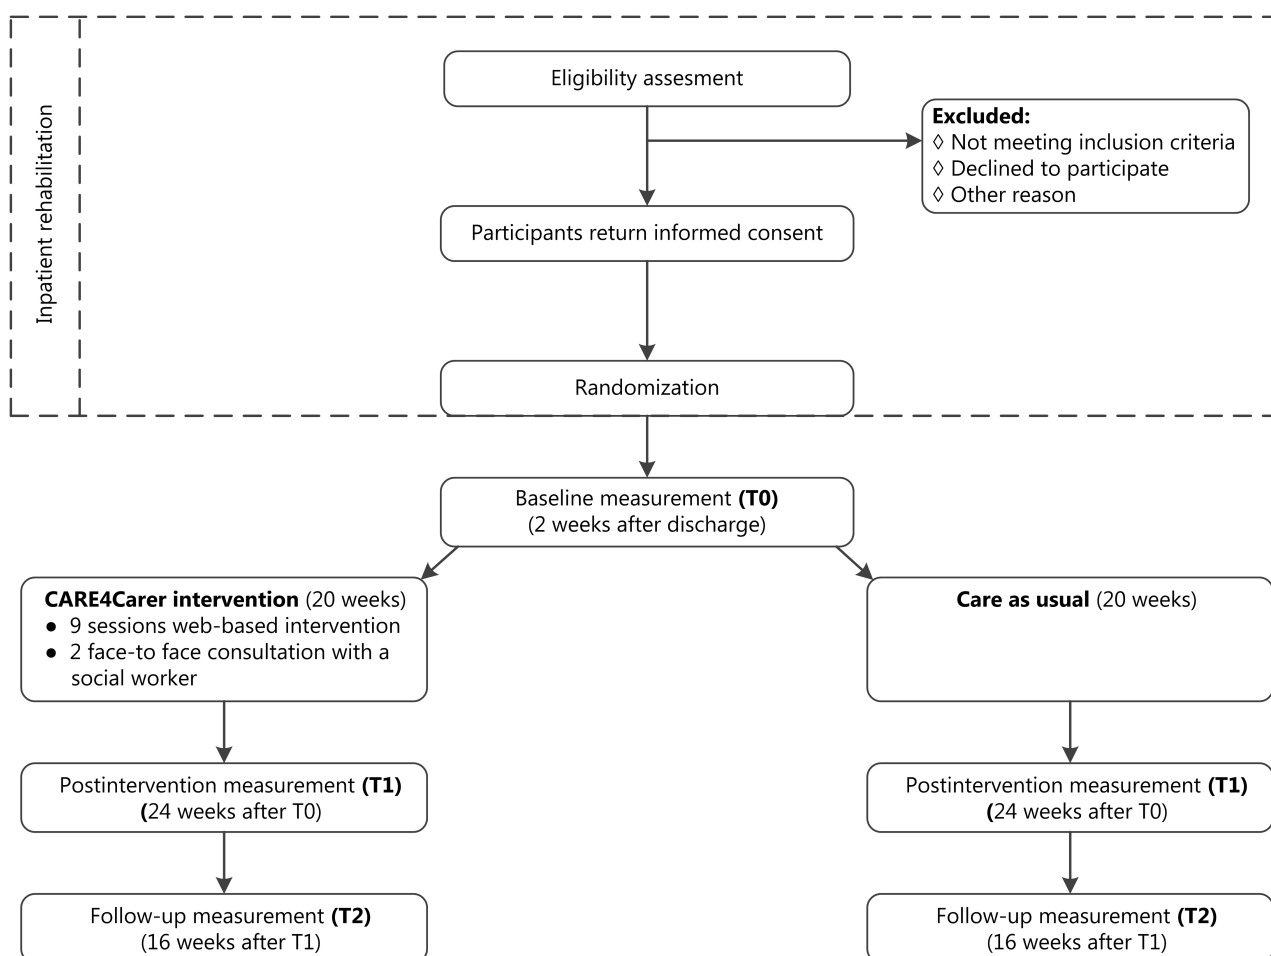 Inpatient rehabilitation
Eligibility assesment
Excluded:
◊ Not meeting inclusion criteria
◊ Declined to participate
◊ Other reason
Participants return informed consent
Randomization
Baseline measurement (T0)
(2 weeks after discharge)
CARE4Carer intervention (20 weeks)
● 9 sessions web-based intervention
● 2 face-to face consultation with a
social worker
Care as usual (20 weeks)
Postintervention measurement (T1)
(24 weeks after T0)
Postintervention measurement (T1)
(24 weeks after T0)
Follow-up measurement (T2)
(16 weeks after T1)
Follow-up measurement (T2)
(16 weeks after T1)